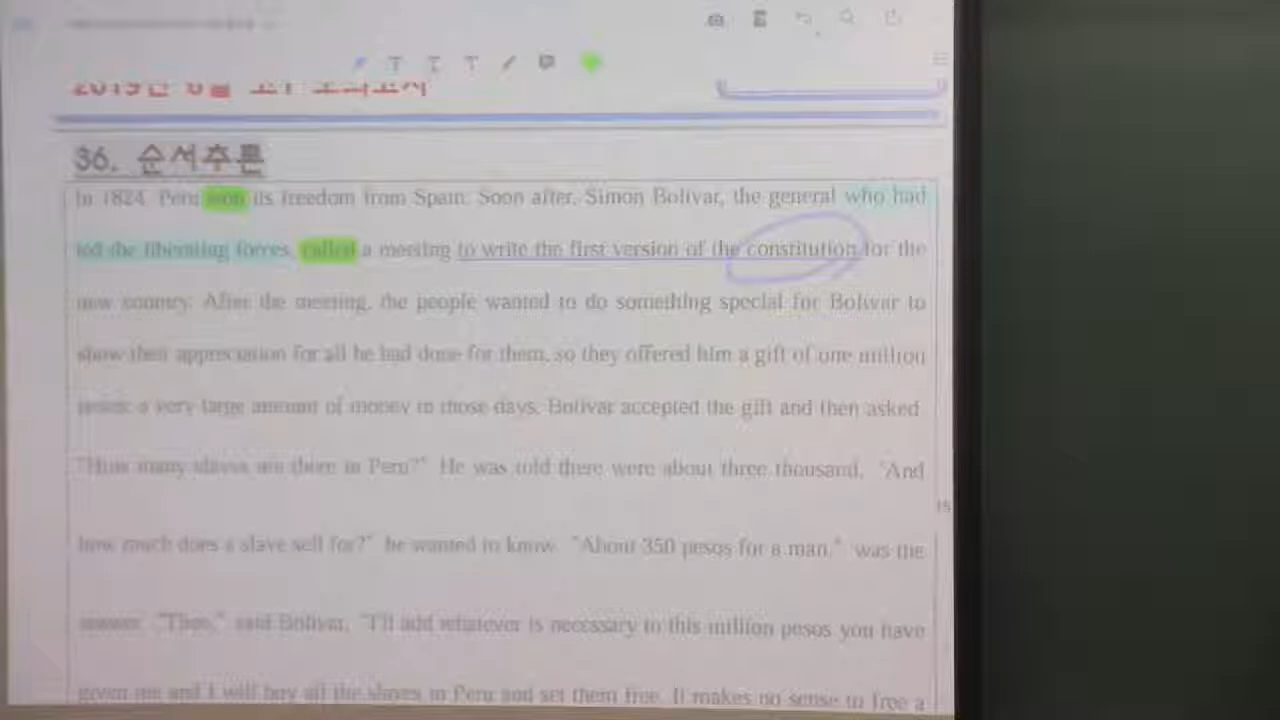 36. 순서추론
In 1824, Peru won its freedom from Spain. Soon after, Simon Bolivar, the general who had
led the liberating forces, called a meeting to write the first version of the constitution for the
new country. After the meeting, the people wanted to do something special for Bolivar to
show their appreciation for all he had done for them, so they offered him a gift of one million
pesos, a very large amount of money in those days. Bolivar accepted the gift and then asked
"How many slaves are there in Peru?" He was told there were about three thousand. "And
15
how much does a slave sell for?" he wanted to know. "About 350 pesos for a man," was the
answer. "Then," said Bolivar, "I'll add whatever is necessary to this million pesos you have
given me and I will buy all the slaves in Peru and set them free. It makes no sense to free a